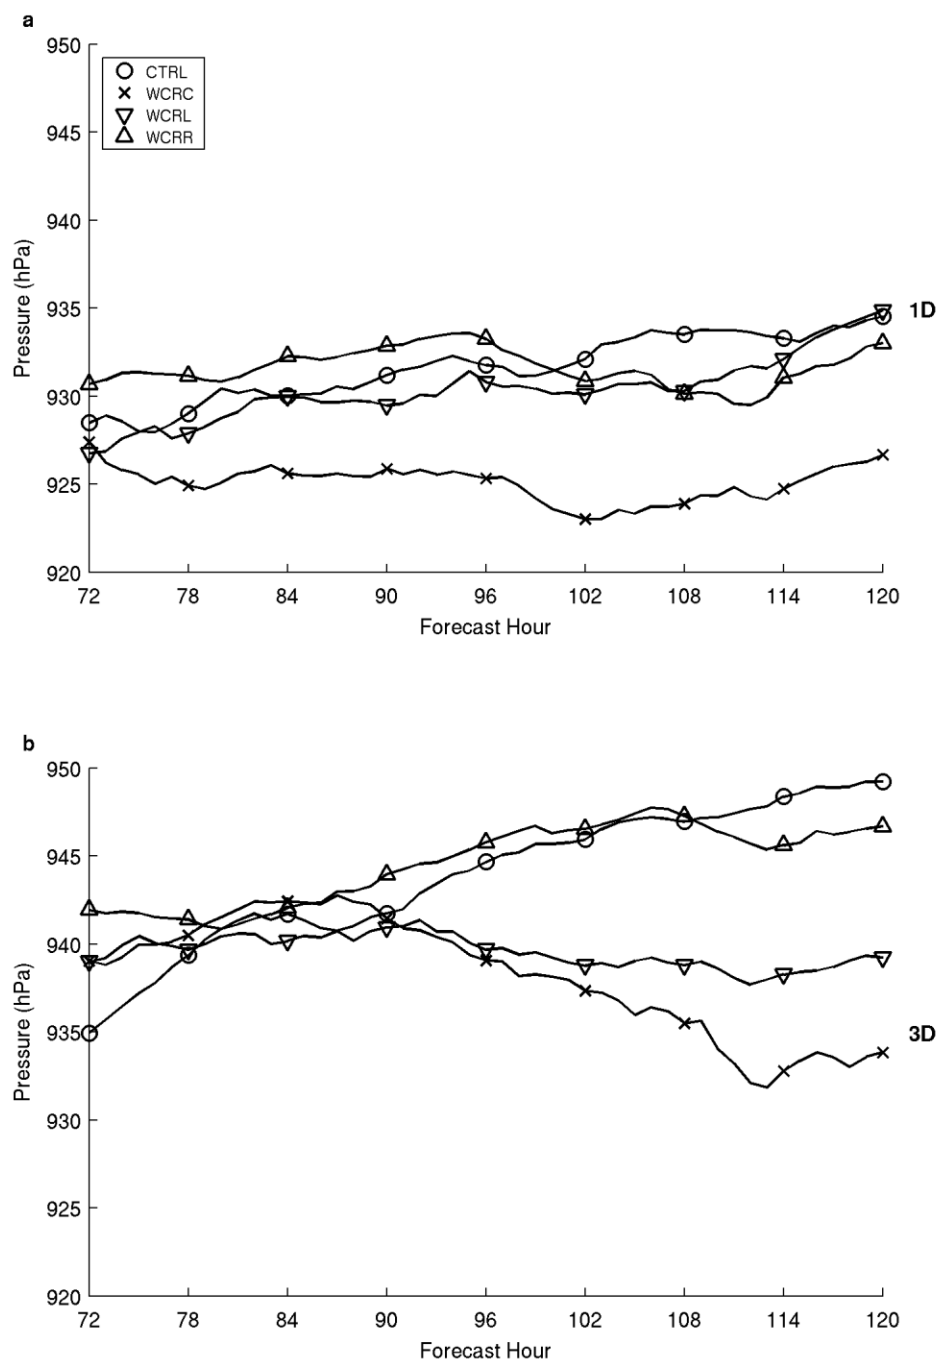 a
950
945
940
935
930
925
920
Pressure (hPa)
CTRL
WCRC
WCRL
WCRR
1D
72 78 84 90 96 102 108 114 120
Forecast Hour
b
950
945
940
935
930
925
920
Pressure (hPa)
3D
72 78 84 90 96 102 108 114 120
Forecast Hour